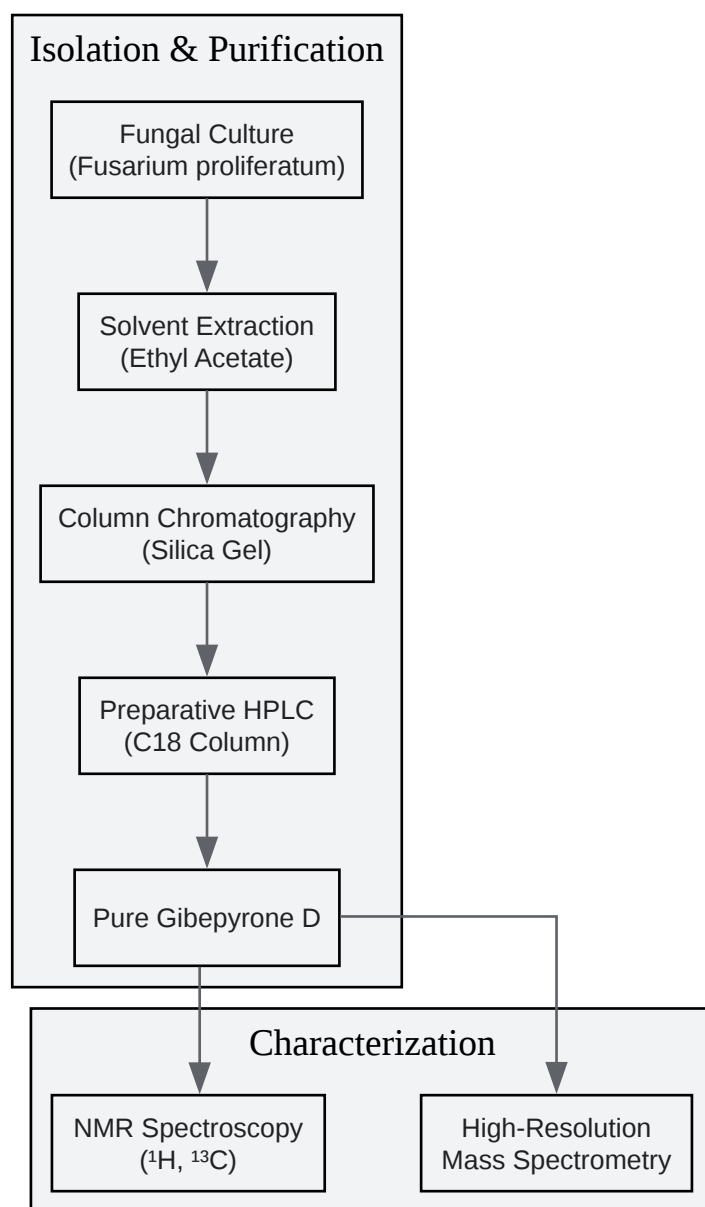 Isolation & Purification
Fungal Culture
(Fusarium proliferatum)
Solvent Extraction
(Ethyl Acetate)
Column Chromatography
(Silica Gel)
Preparative HPLC
(C18 Column)
Pure Gibepyrone D
Characterization
NMR Spectroscopy
(¹H, ¹³C)
High-Resolution
Mass Spectrometry